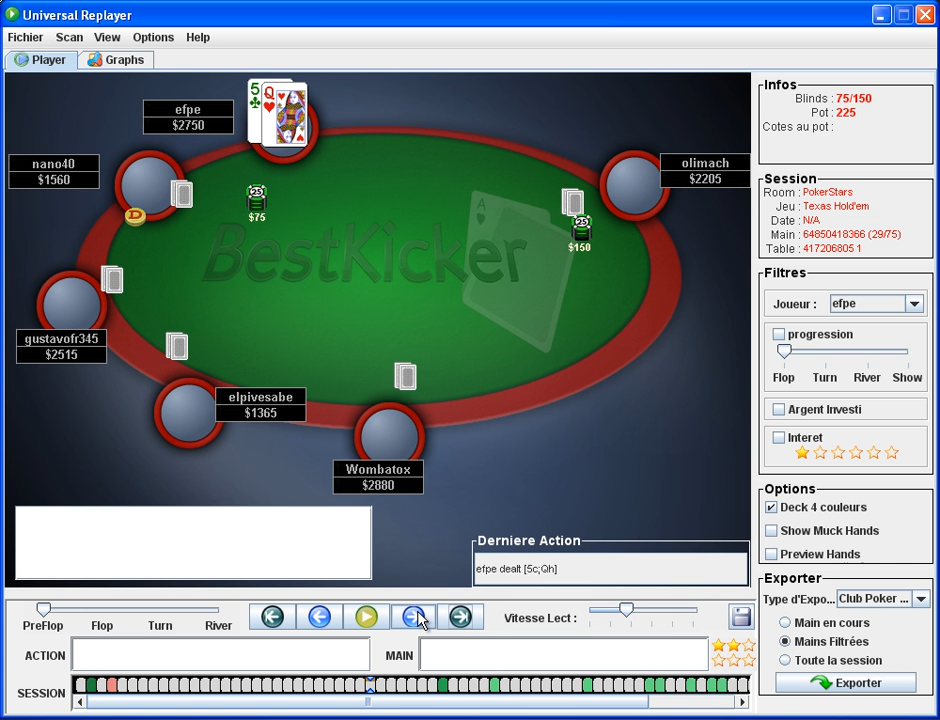 Universal Replayer
Fichier Scan View Options Help
Player Graphs
efpe
$2750
5
Q
nano40
$1560
D
25
$75
olimach
$2205
25
$150
A
BestKicker
gustavofr345
$2515
elpivesabe
$1365
Wombatox
$2880
Derniere Action
efpe dealt [5c;Qh]
Infos
Blinds : 75/150
Pot : 225
Cotes au pot :
Session
Room : PokerStars
Jeu : Texas Hold'em
Date : N/A
Main : 64850418366 (29/75)
Table : 417206805 1
Filtres
Joueur : efpe
progression
Flop Turn River Show
Argent Investi
Interet
Options
Deck 4 couleurs
Show Muck Hands
Preview Hands
Exporter
Type d'Expo... Club Poker ...
Main en cours
Mains Filtrées
Toute la session
Exporter
PreFlop Flop Turn River
Vitesse Lect :
ACTION
MAIN
SESSION